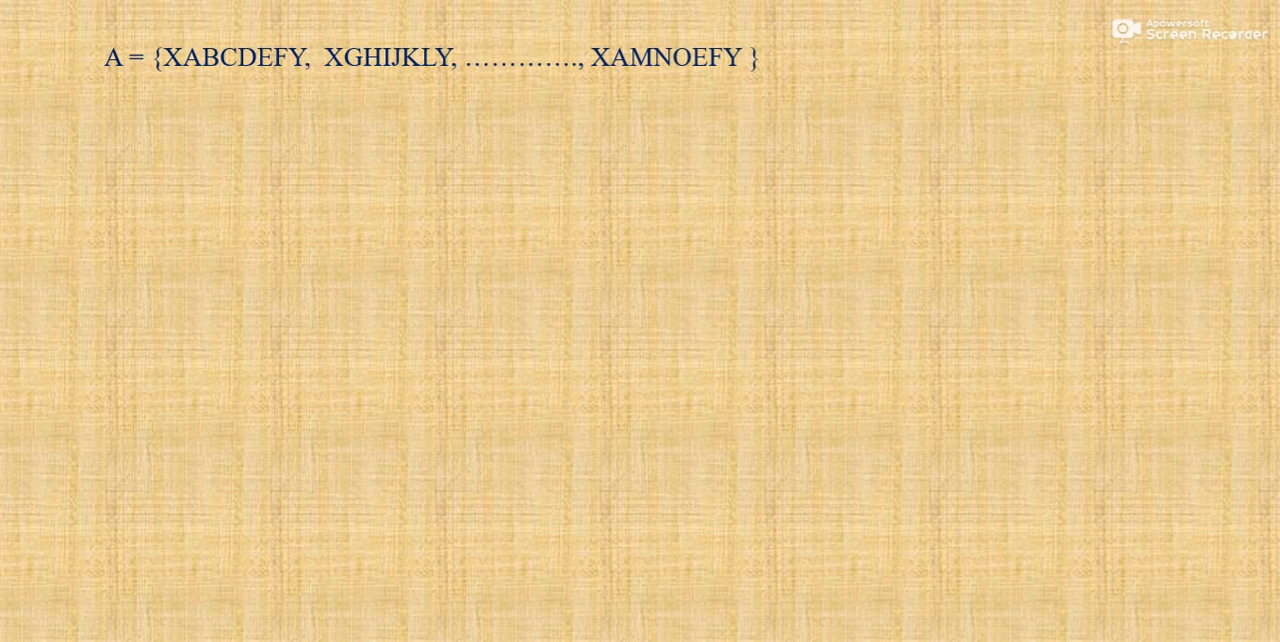 Apowersoft
Screen Recorder
A = {XABCDEFY, XGHIJKLY, …………., XAMNOEFY }